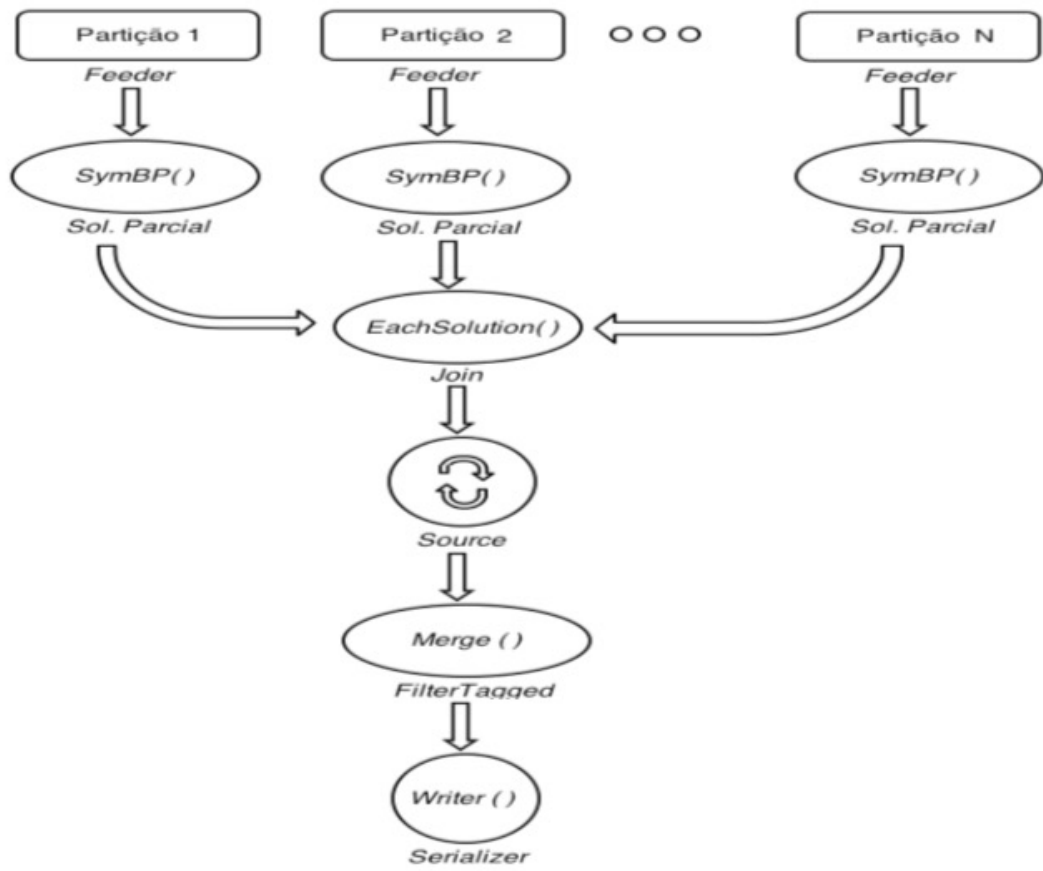 Partição 1 Partição 2 Partição N
Feeder Feeder Feeder
SymBP( ) SymBP( ) SymBP( )
Sol. Parcial Sol. Parcial Sol. Parcial
EachSolution( )
Join
Source
Merge ( )
FilterTagged
Writer ( )
Serializer